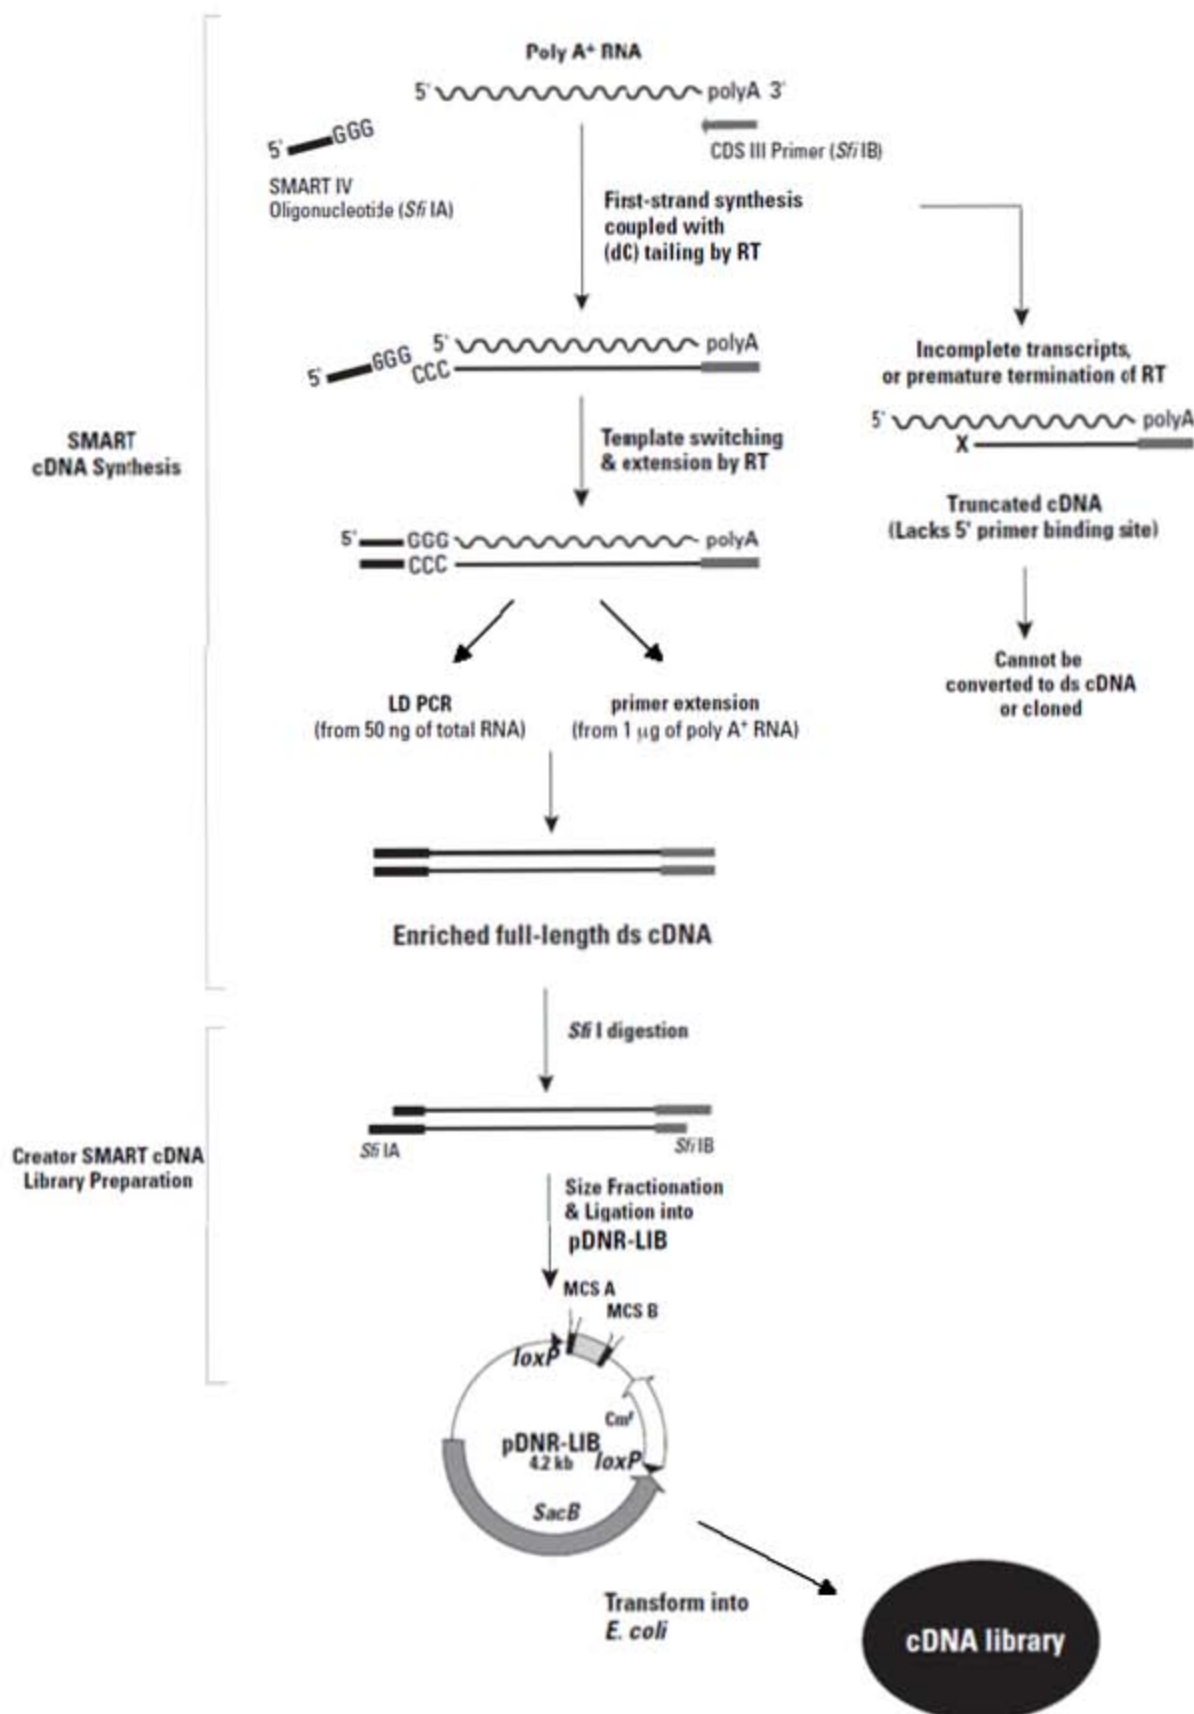 Poly A+ RNA
5' polyA 3'
5' GGG
CDS III Primer (Sfi IB)
SMART IV
Oligonucleotide (Sfi IA)
First-strand synthesis
coupled with
(dC) tailing by RT
5' polyA
5' GGG
CCC
Incomplete transcripts,
or premature termination of RT
5' polyA
X
SMART
cDNA Synthesis
Template switching
& extension by RT
Truncated cDNA
(Lacks 5' primer binding site)
5' GGG polyA
CCC
Cannot be
converted to ds cDNA
or cloned
LD PCR
(from 50 ng of total RNA)
primer extension
(from 1 μg of poly A+ RNA)
Enriched full-length ds cDNA
Sfi I digestion
Sfi IA
Sfi IB
Creator SMART cDNA
Library Preparation
Size Fractionation
& Ligation into
pDNR-LIB
MCS A
MCS B
loxP
Cmr
pDNR-LIB
4.2 kb
loxP
SacB
Transform into
E. coli
cDNA library